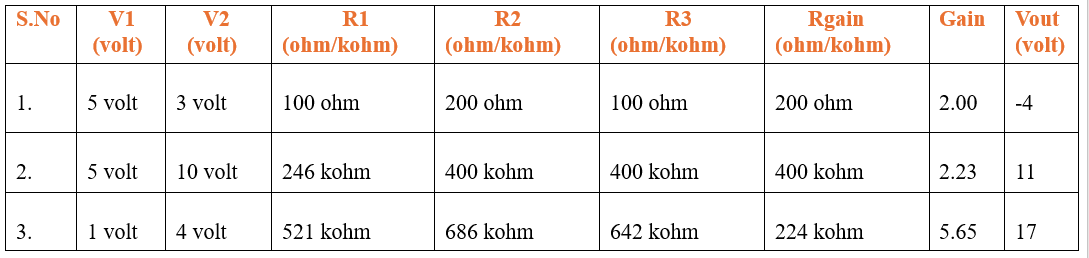 S.No V1 V2 R1 R2 R3 Rgain Gain Vout
(volt) (volt) (ohm/kohm) (ohm/kohm) (ohm/kohm) (ohm/kohm) (volt)
1. 5 volt 3 volt 100 ohm 200 ohm 100 ohm 200 ohm 2.00 -4
2. 5 volt 10 volt 246 kohm 400 kohm 400 kohm 400 kohm 2.23 11
3. 1 volt 4 volt 521 kohm 686 kohm 642 kohm 224 kohm 5.65 17